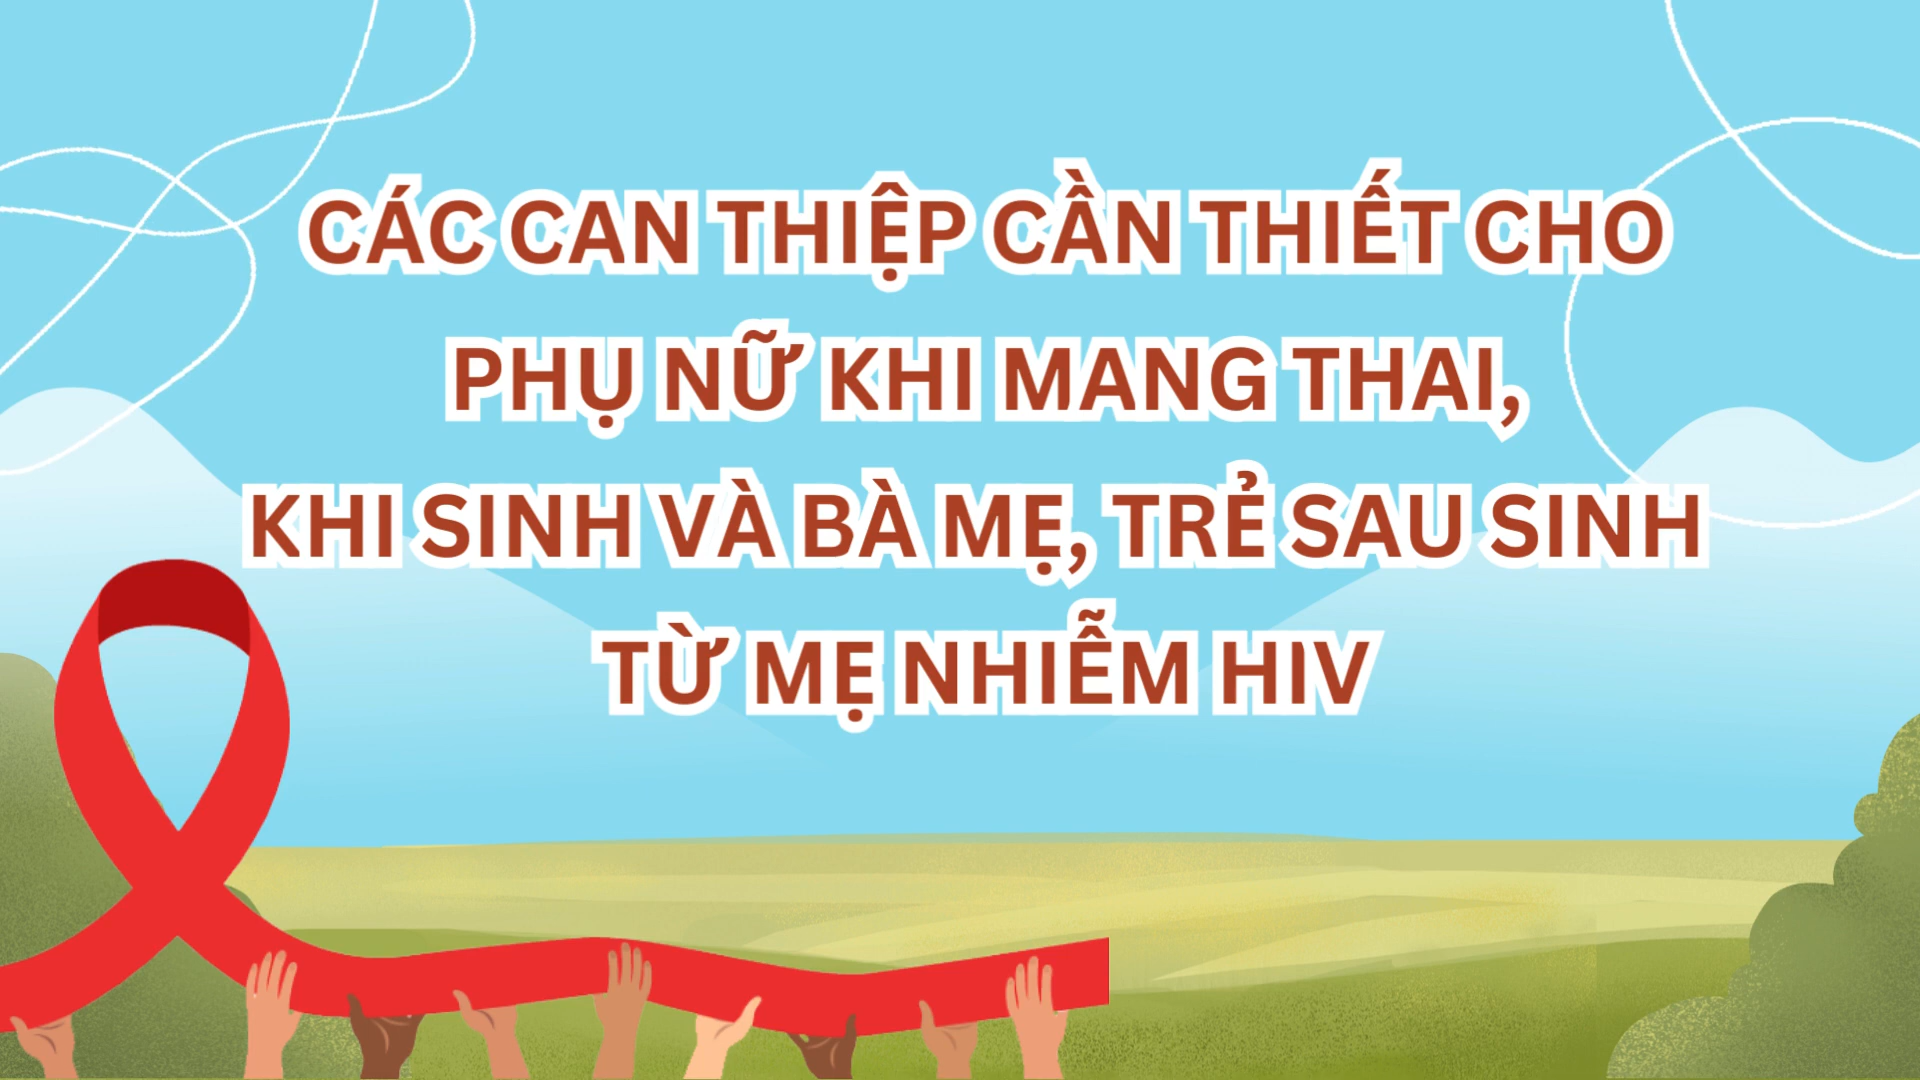 CÁC CAN THIỆP CẦN THIẾT CHO
PHỤ NỮ KHI MANG THAI,
KHI SINH VÀ BÀ MẸ, TRẺ SAU SINH
TỪ MẸ NHIỄM HIV